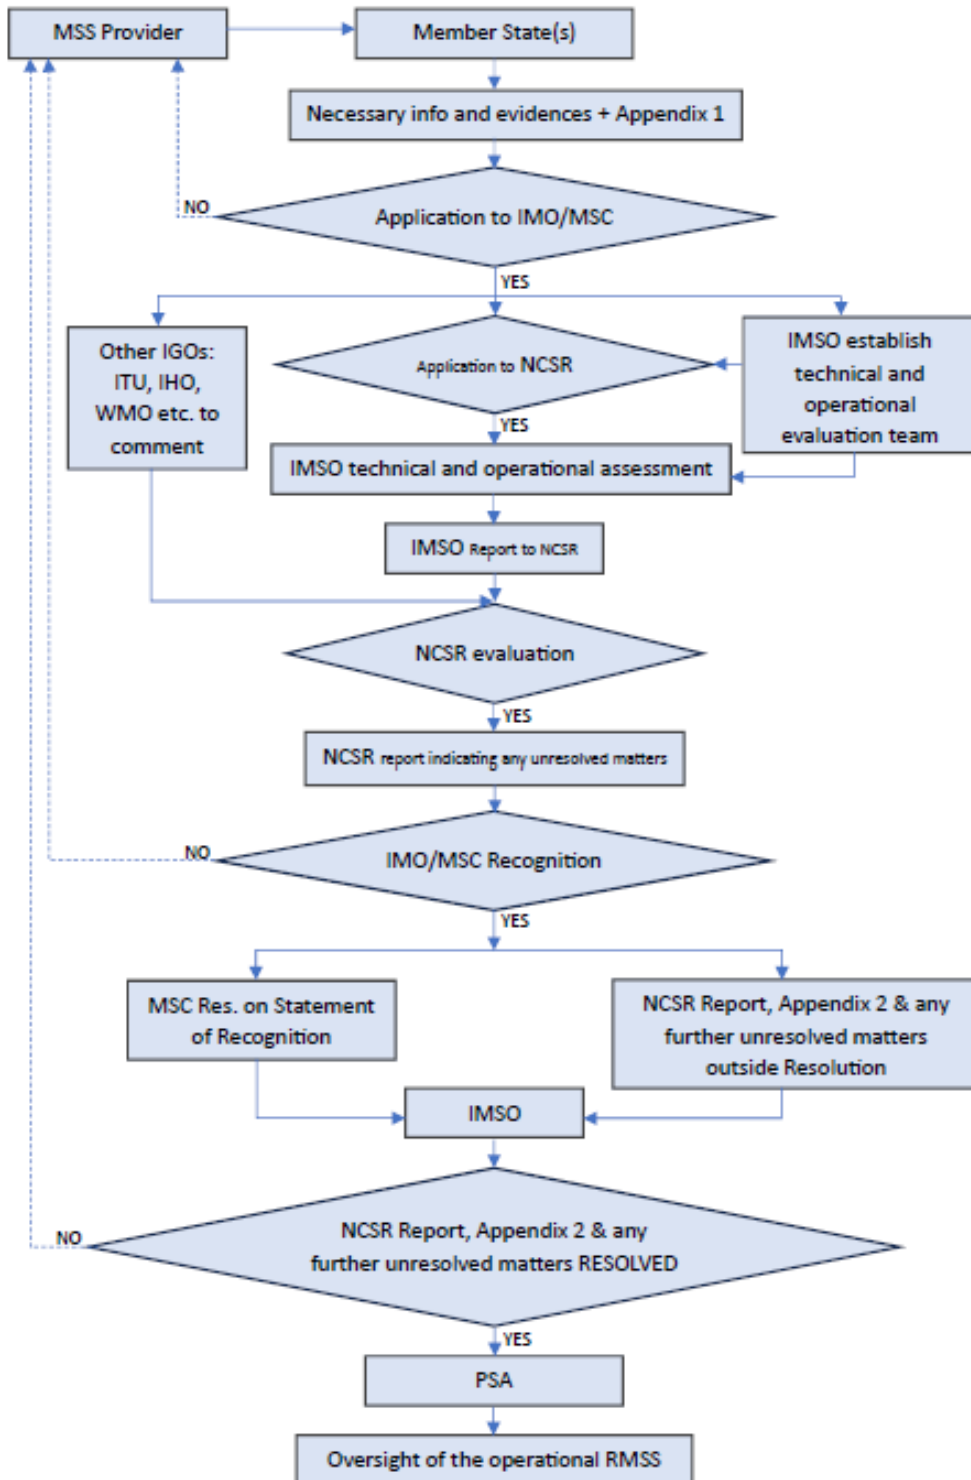 MSS Provider
Member State(s)
Necessary info and evidences + Appendix 1
NO
Application to IMO/MSC
YES
Other IGOs:
ITU, IHO,
WMO etc. to
comment
Application to NCSR
IMSO establish
technical and
operational
evaluation team
YES
IMSO technical and operational assessment
IMSO Report to NCSR
NCSR evaluation
YES
NCSR report indicating any unresolved matters
NO
IMO/MSC Recognition
YES
MSC Res. on Statement
of Recognition
NCSR Report, Appendix 2 & any
further unresolved matters
outside Resolution
IMSO
NO
NCSR Report, Appendix 2 & any
further unresolved matters RESOLVED
YES
PSA
Oversight of the operational RMSS